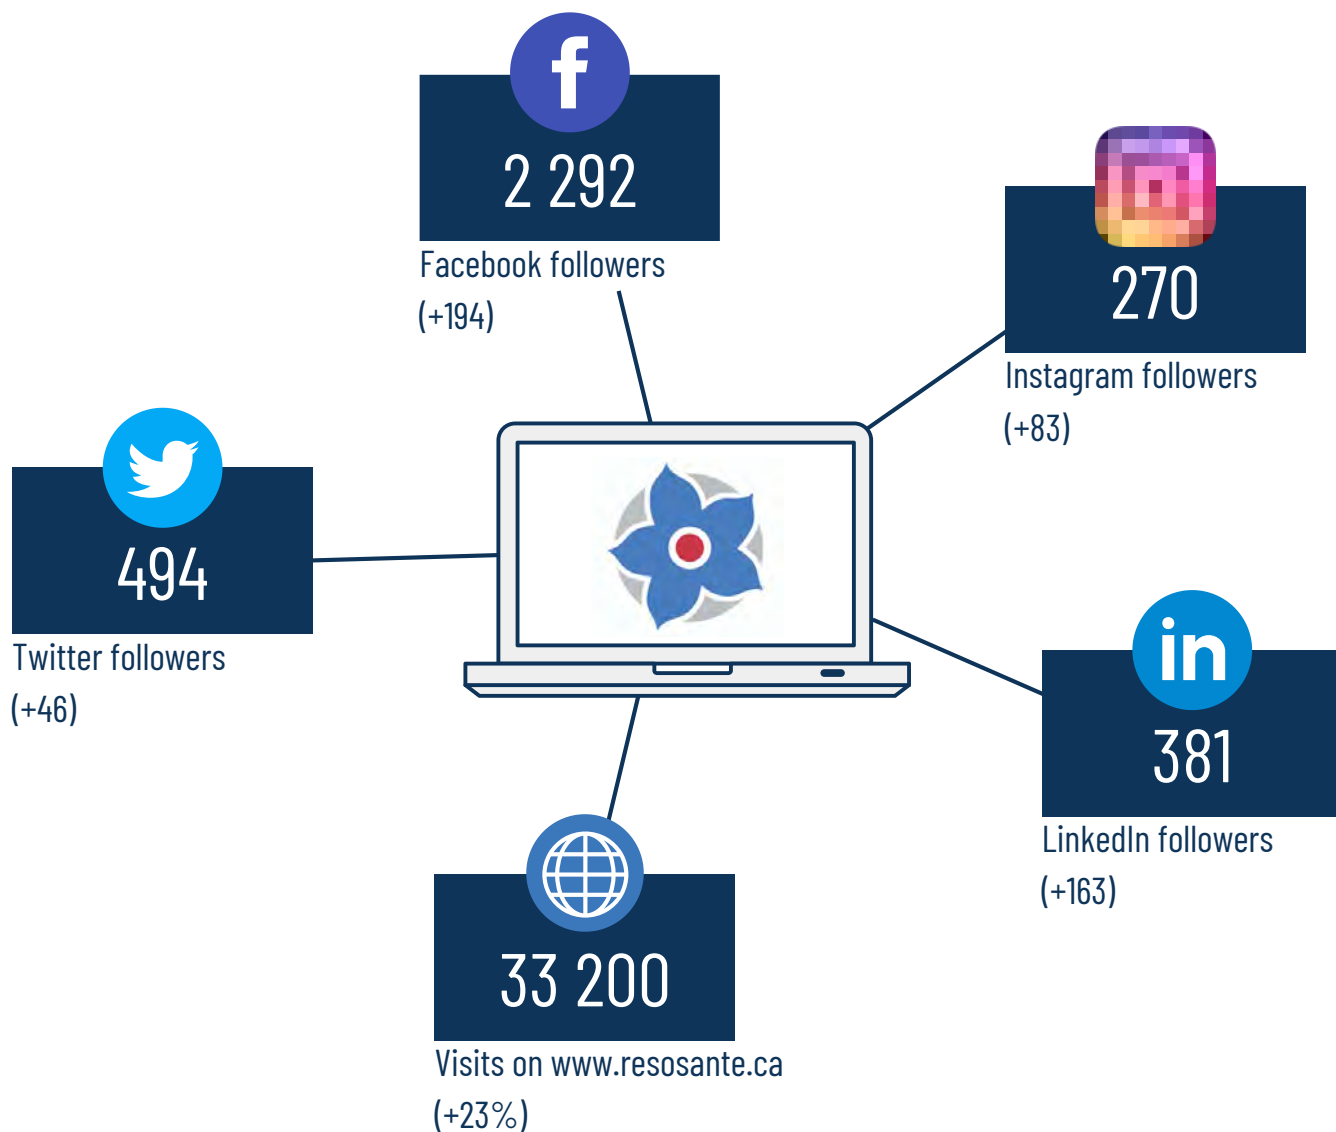 2 292
Facebook followers
(+194)
270
Instagram followers
(+83)
494
Twitter followers
(+46)
in
381
LinkedIn followers
(+163)
33 200
Visits on www.resosante.ca
(+23%)